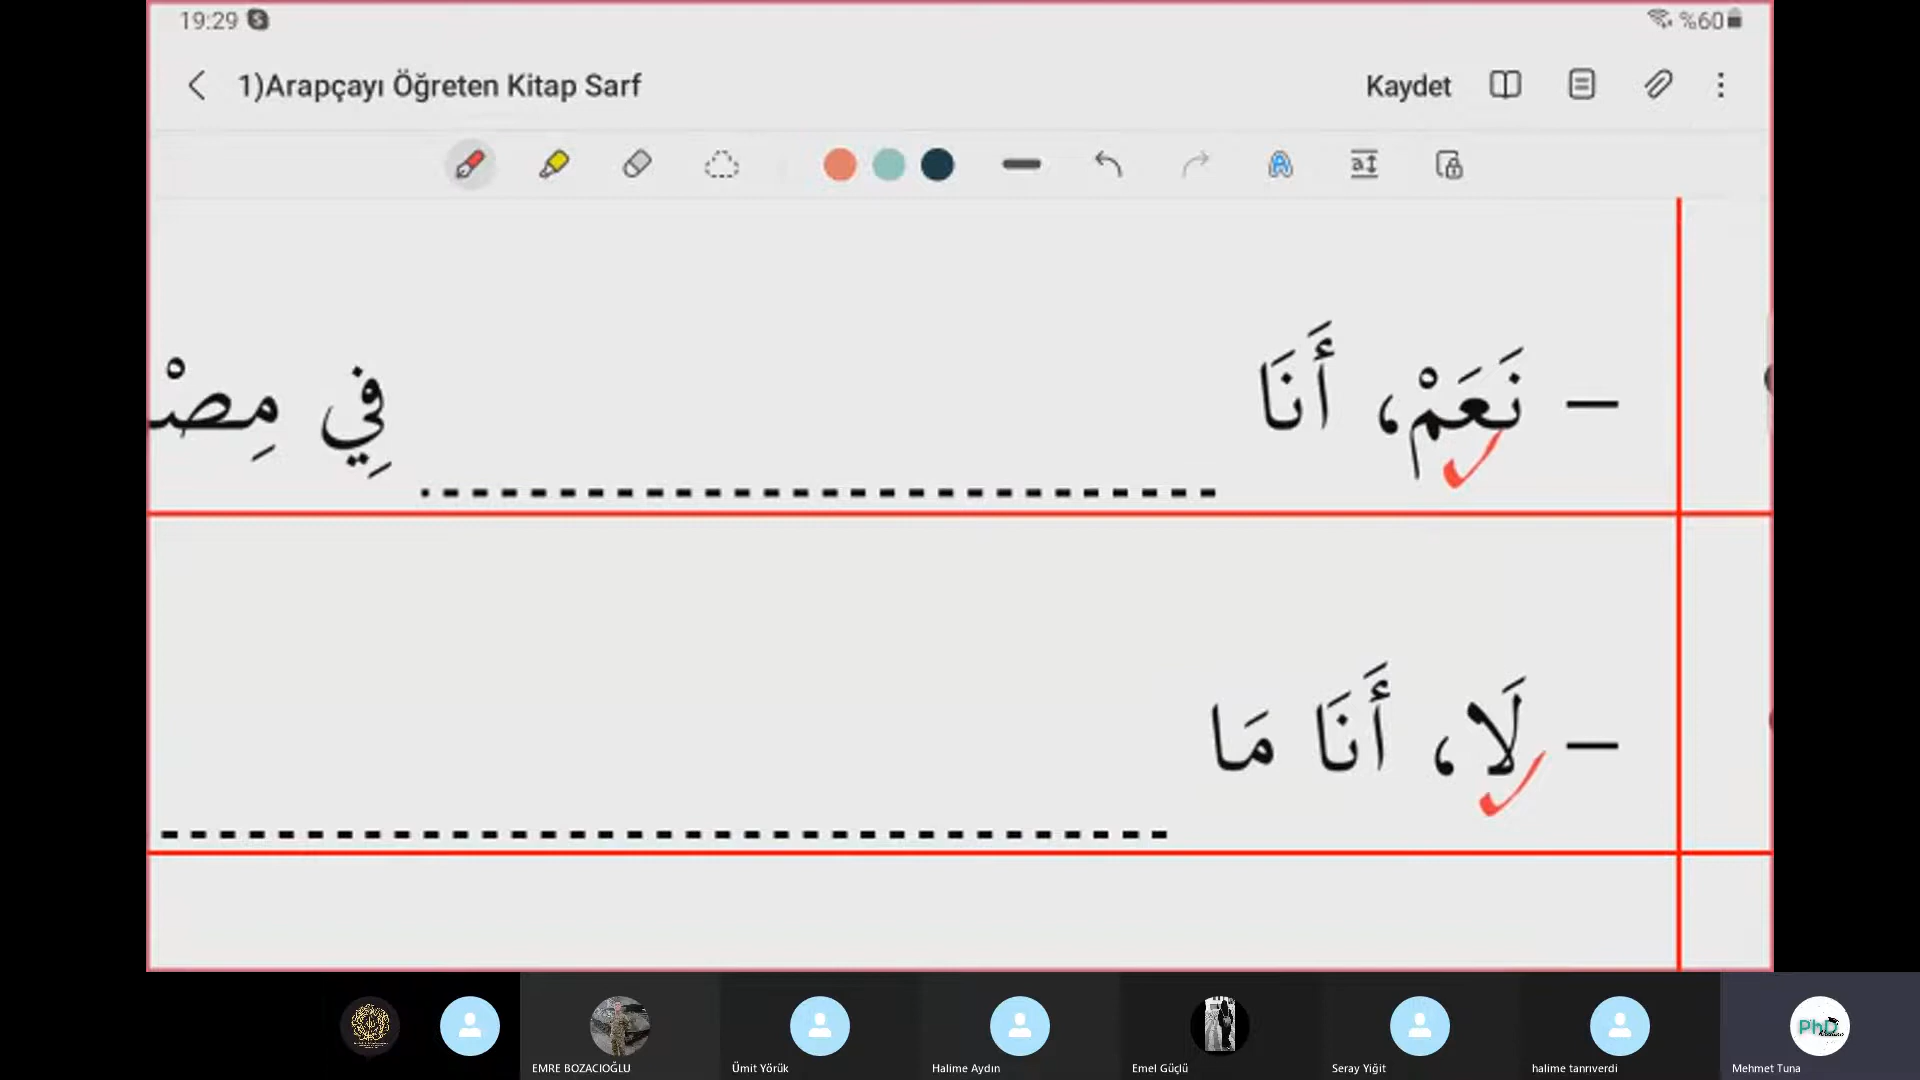 19:29
%60
1)Arapçayı Öğreten Kitap Sarf
Kaydet
– نَعَمْ، أَنَا ---------------------------- فِي مِصْ
– لَا، أَنَا مَا -----------------------------------
EMRE BOZACIOĞLU
Ümit Yörük
Halime Aydın
Emel Güçlü
Seray Yiğit
halime tanrıverdi
PhD
Mehmet Tuna